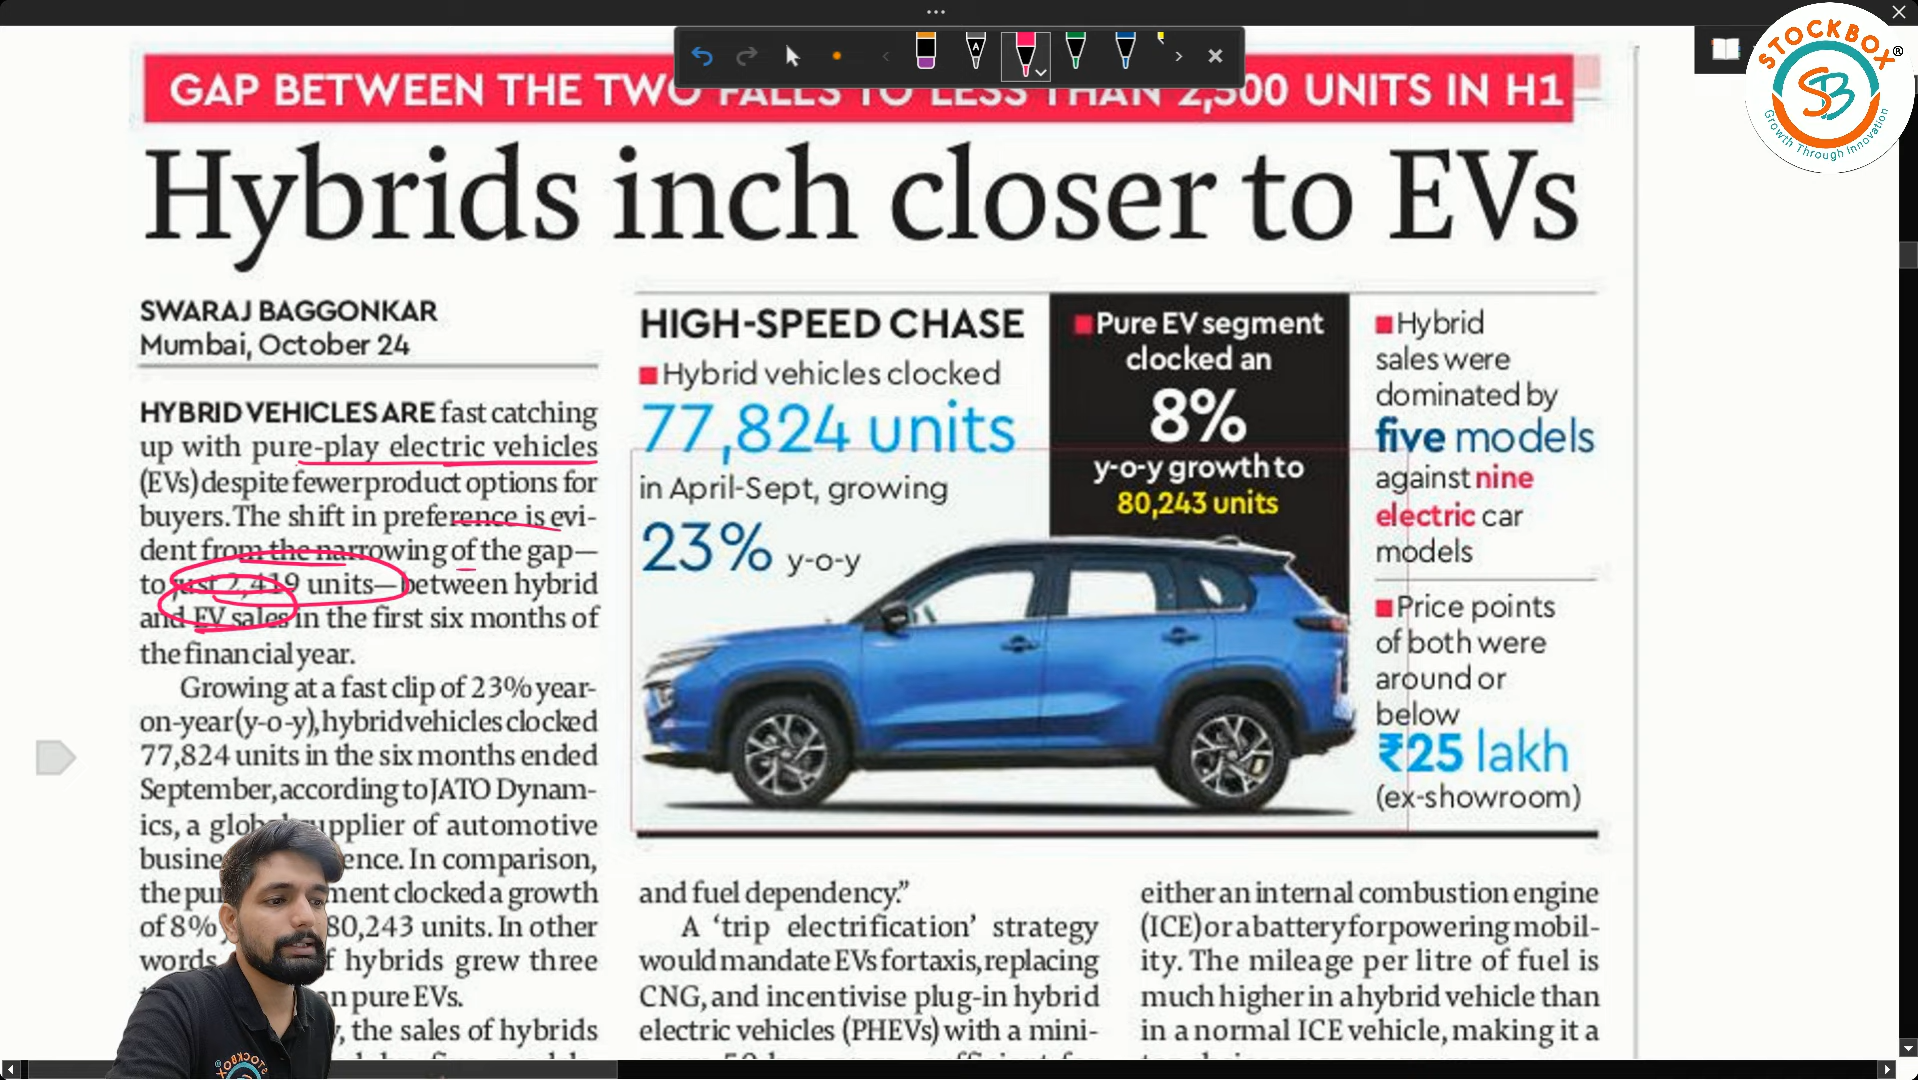 GAP BETWEEN THE TWO FALLS TO LESS THAN 2,500 UNITS IN H1
STOCKBOX®
SB
Growth Through Innovation
Hybrids inch closer to EVs
SWARAJ BAGGONKAR
Mumbai, October 24
HYBRID VEHICLES ARE fast catching
up with pure-play electric vehicles
(EVs) despite fewer product options for
buyers. The shift in preference is evi-
dent from the narrowing of the gap—
to just 2,419 units—between hybrid
and EV sales in the first six months of
the financial year.
Growing at a fast clip of 23% year-
on-year (y-o-y), hybrid vehicles clocked
77,824 units in the six months ended
September, according to JATO Dynam-
ics, a global supplier of automotive
ence. In comparison,
ment clocked a growth
of 8% 80,243 units. In other
words, hybrids grew three
pure EVs.
the sales of hybrids
HIGH-SPEED CHASE
Hybrid vehicles clocked
77,824 units
in April-Sept, growing
23% y-o-y
Pure EV segment
clocked an
8%
y-o-y growth to
80,243 units
Hybrid
sales were
dominated by
five models
against nine
electric car
models
Price points
of both were
around or
below
₹25 lakh
(ex-showroom)
and fuel dependency.”
A ‘trip electrification’ strategy
would mandate EVs for taxis, replacing
CNG, and incentivise plug-in hybrid
electric vehicles (PHEVs) with a mini-
either an internal combustion engine
(ICE) or a battery for powering mobil-
ity. The mileage per litre of fuel is
much higher in a hybrid vehicle than
in a normal ICE vehicle, making it a
STOCKBOX®